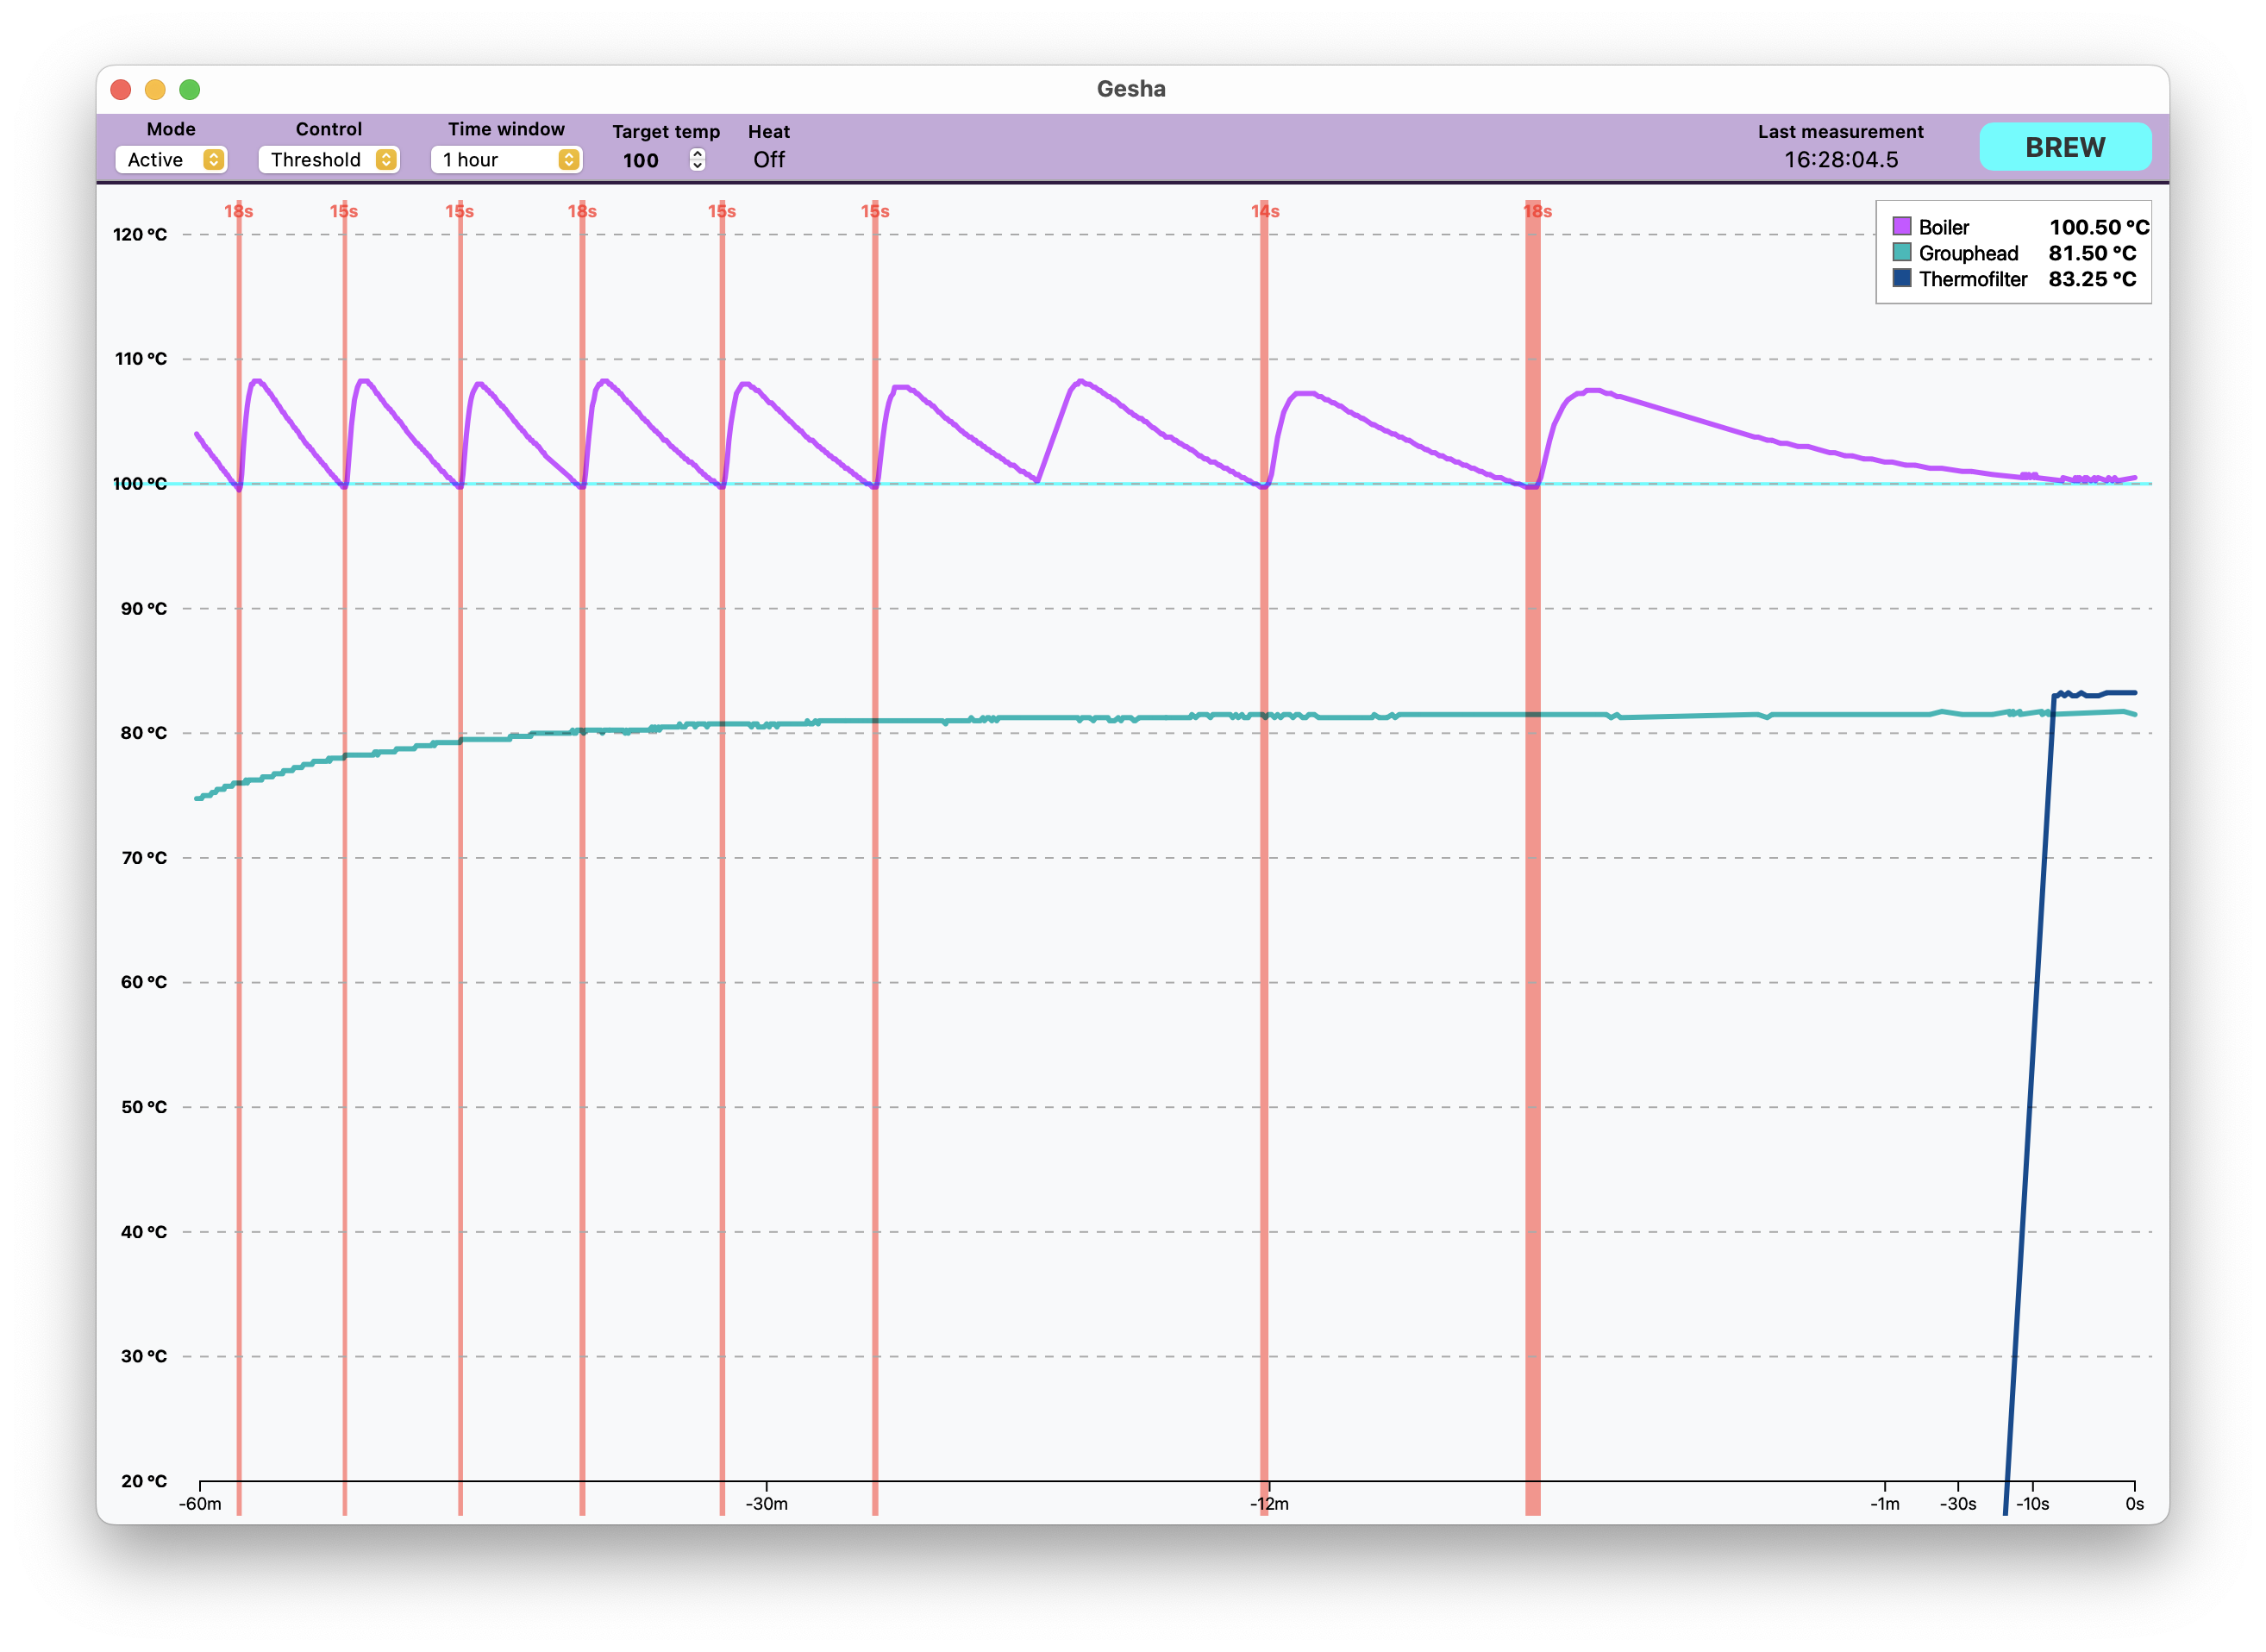 Gesha
Mode Control Time window Target temp Heat Last measurement
Active Threshold 1 hour 100 Off 16:28:04.5 BREW
18s 15s 15s 18s 15s 15s 14s 18s
Boiler 100.50 °C
Grouphead 81.50 °C
Thermofilter 83.25 °C
120 °C
110 °C
100 °C
90 °C
80 °C
70 °C
60 °C
50 °C
40 °C
30 °C
20 °C
-60m -30m -12m -1m -30s -10s 0s